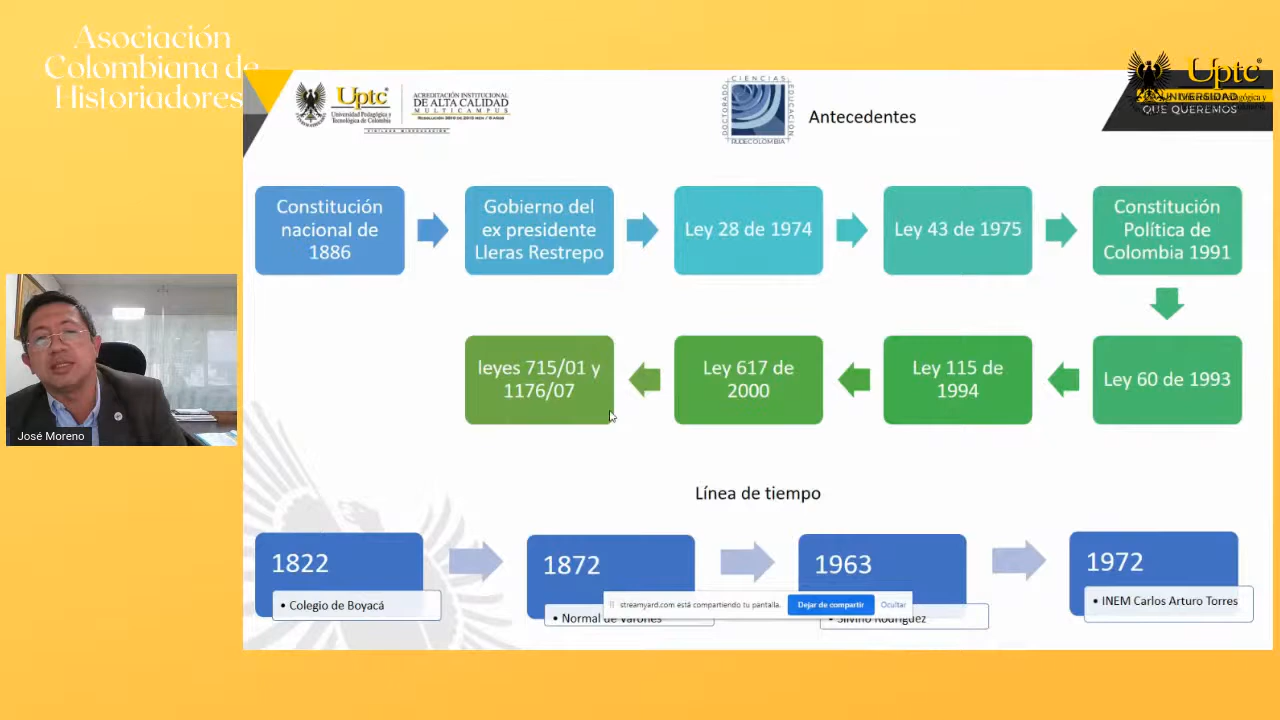 Asociación
Colombiana de
Historiadores
Uptc
Universidad Pedagógica y
Tecnológica de Colombia
ACREDITACIÓN INSTITUCIONAL
DE ALTA CALIDAD
MULTICAMPUS
CIENCIAS
DOCTORADO
EDUCACIÓN
RUDECOLOMBIA
Antecedentes
Uptc
UNIVERSIDAD
QUE QUEREMOS
Constitución
nacional de
1886
Gobierno del
ex presidente
Lleras Restrepo
Ley 28 de 1974
Ley 43 de 1975
Constitución
Política de
Colombia 1991
leyes 715/01 y
1176/07
Ley 617 de
2000
Ley 115 de
1994
Ley 60 de 1993
José Moreno
Línea de tiempo
1822
• Colegio de Boyacá
1872
• Normal de Varones
1963
• Silvino Rodríguez
1972
• INEM Carlos Arturo Torres
streamyard.com está compartiendo tu pantalla.
Dejar de compartir
Ocultar